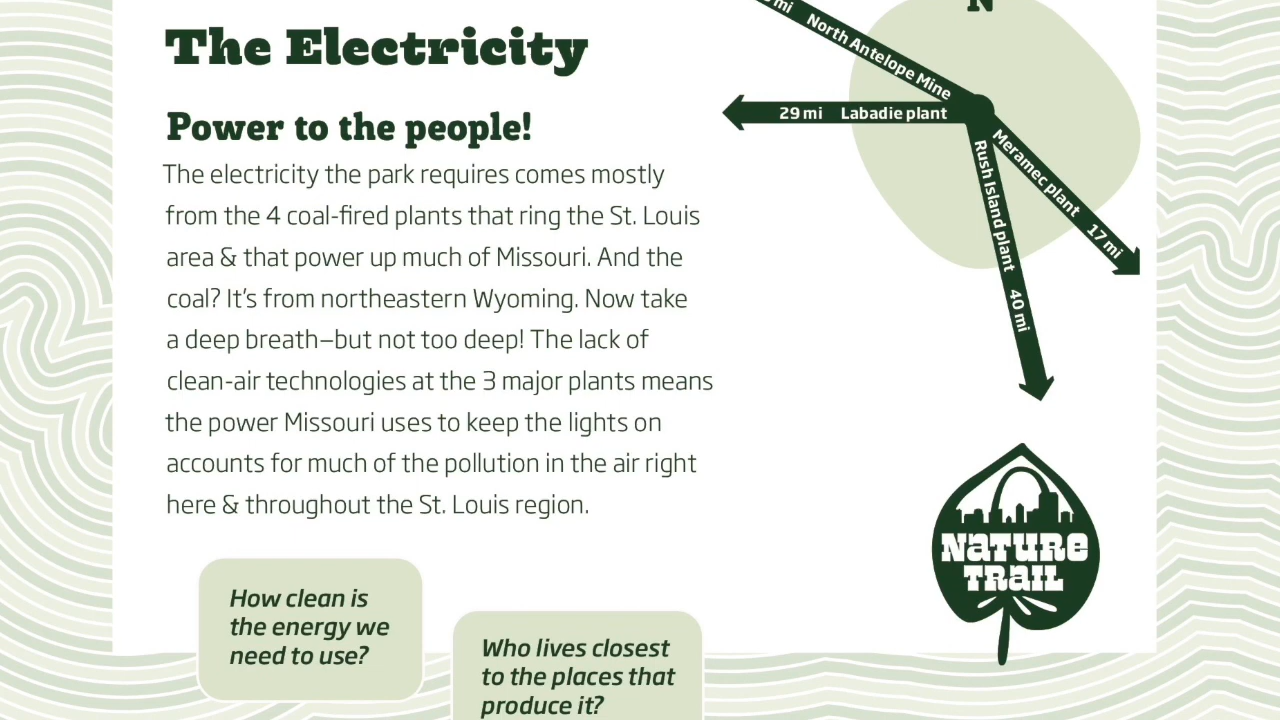 The Electricity
Power to the people!
The electricity the park requires comes mostly
from the 4 coal-fired plants that ring the St. Louis
area & that power up much of Missouri. And the
coal? It's from northeastern Wyoming. Now take
a deep breath—but not too deep! The lack of
clean-air technologies at the 3 major plants means
the power Missouri uses to keep the lights on
accounts for much of the pollution in the air right
here & throughout the St. Louis region.
How clean is
the energy we
need to use?
Who lives closest
to the places that
produce it?
N
mi North Antelope Mine
29 mi Labadie plant
Meramec plant 17 mi
Rush Island plant 40 mi
NaTuRe
TRaiL